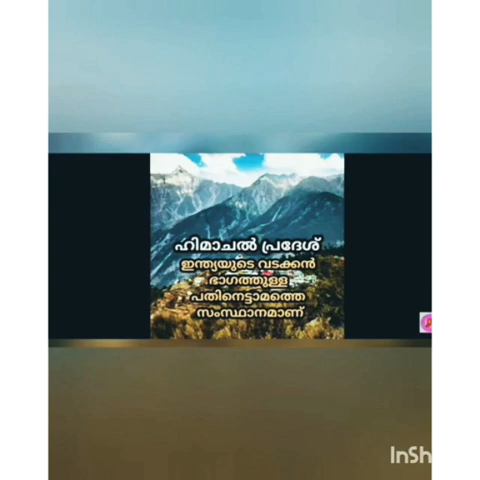 ഹിമാചൽ പ്രദേശ്
ഇന്ത്യയുടെ വടക്കൻ
ഭാഗത്തുള്ള
പതിനെട്ടാമത്തെ
സംസ്ഥാനമാണ്
InSh